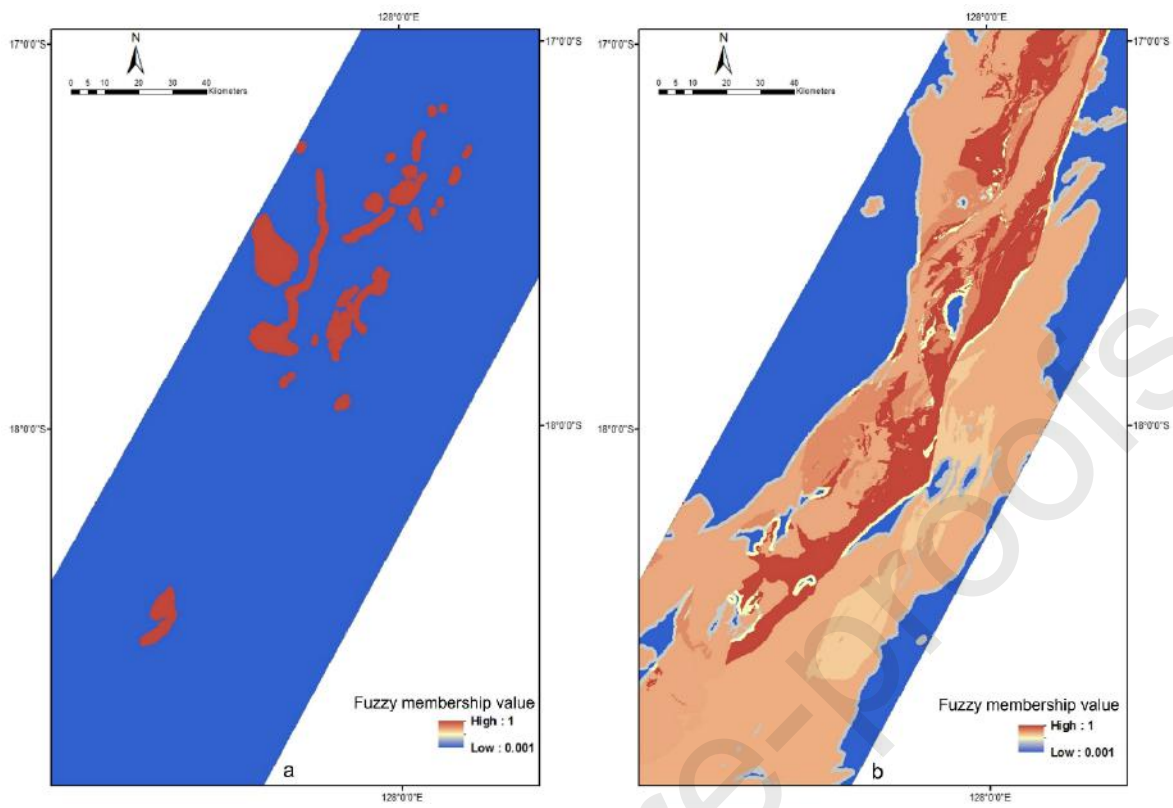 128°0'0"E
17°0'0"S
17°0'0"S
N
0 5 10 20 30 40
Kilometers
18°0'0"S
18°0'0"S
Fuzzy membership value
High : 1
Low : 0.001
a
128°0'0"E
128°0'0"E
17°0'0"S
17°0'0"S
N
0 5 10 20 30 40
Kilometers
18°0'0"S
18°0'0"S
Fuzzy membership value
High : 1
Low : 0.001
b
128°0'0"E
re-proofs